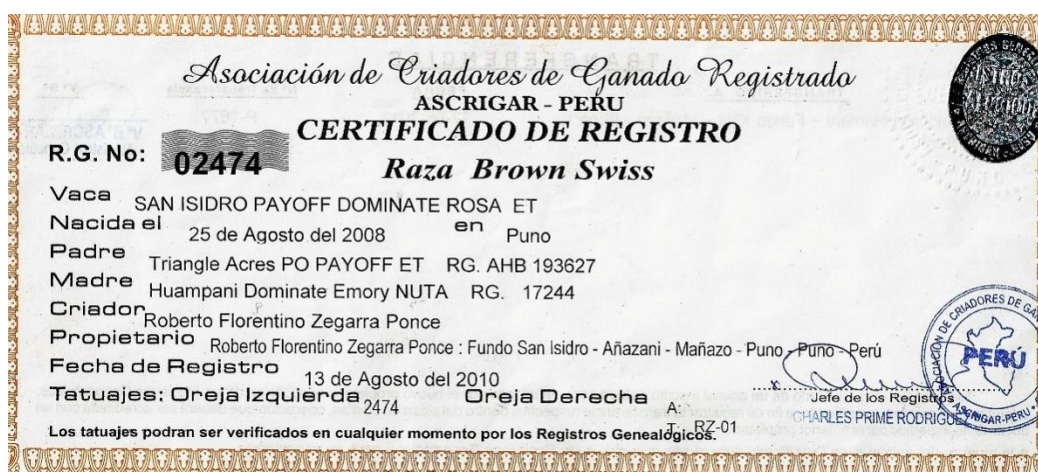 Asociación de Criadores de Ganado Registrado
ASCRIGAR - PERU
CERTIFICADO DE REGISTRO
R.G. No: 02474
Raza Brown Swiss
Vaca SAN ISIDRO PAYOFF DOMINATE ROSA ET
Nacida el 25 de Agosto del 2008 en Puno
Padre Triangle Acres PO PAYOFF ET RG. AHB 193627
Madre Huampani Dominate Emory NUTA RG. 17244
Criador Roberto Florentino Zegarra Ponce
Propietario Roberto Florentino Zegarra Ponce : Fundo San Isidro - Añazani - Mañazo - Puno - Puno - Perú
Fecha de Registro 13 de Agosto del 2010
Tatuajes: Oreja Izquierda 2474 Oreja Derecha A:
T: RZ-01
Los tatuajes podran ser verificados en cualquier momento por los Registros Genealógicos.
Jefe de los Registros
CHARLES PRIME RODRIGUEZ
PERÚ
ASCRIGAR-PERU